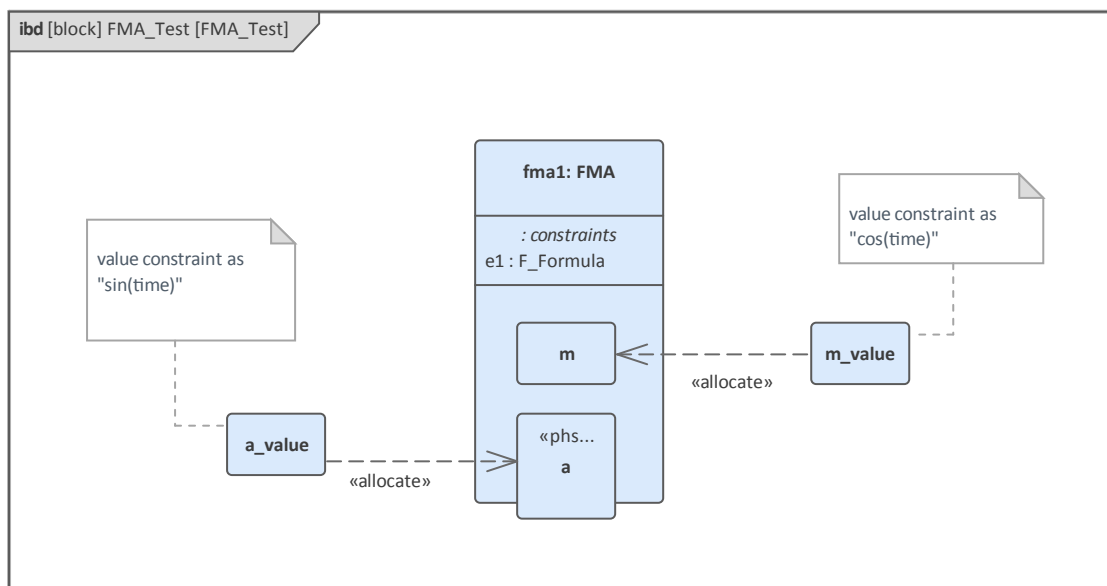 ibd [block] FMA_Test [FMA_Test]
fma1: FMA
: constraints
e1 : F_Formula
value constraint as
"cos(time)"
value constraint as
"sin(time)"
m
m_value
«allocate»
«phs...
a
a_value
«allocate»